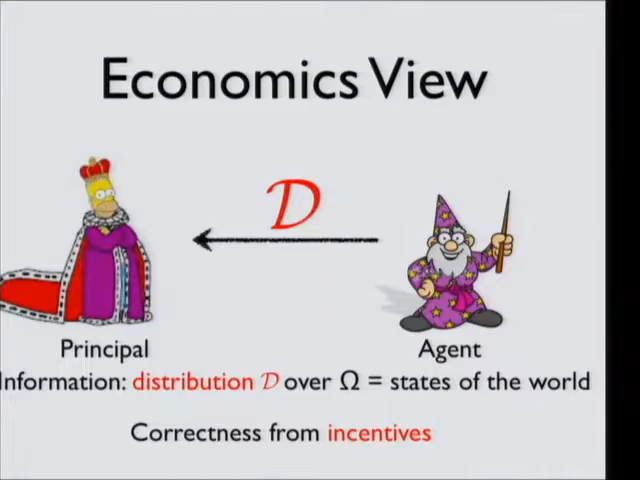 Economics View
𝒟
Principal
Agent
Information: distribution 𝒟 over Ω = states of the world
Correctness from incentives